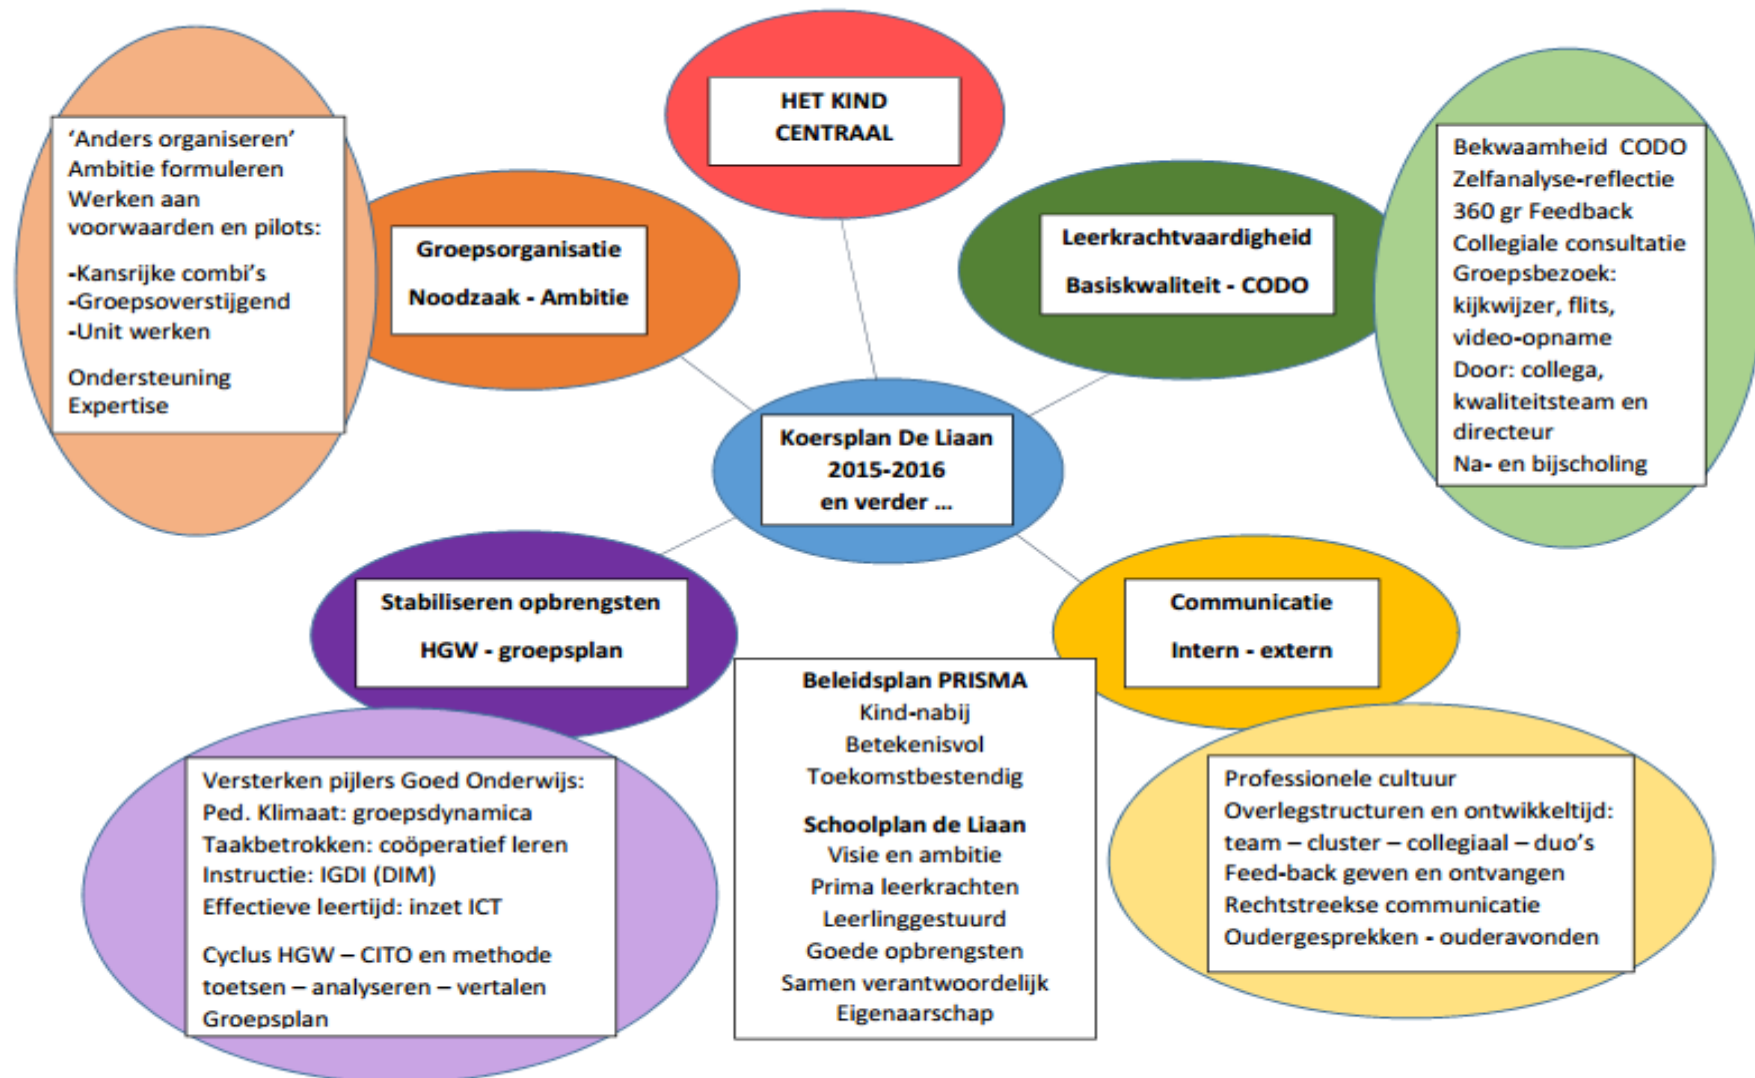 HET KIND
CENTRAAL
'Anders organiseren'
Ambitie formuleren
Werken aan
voorwaarden en pilots:
-Kansrijke combi's
-Groepsoverstijgend
-Unit werken
Ondersteuning
Expertise
Groepsorganisatie
Noodzaak - Ambitie
Leerkrachtvaardigheid
Basiskwaliteit - CODO
Bekwaamheid CODO
Zelfanalyse-reflectie
360 gr Feedback
Collegiale consultatie
Groepsbezoek:
kijkwijzer, flits,
video-opname
Door: collega,
kwaliteitsteam en
directeur
Na- en bijscholing
Koersplan De Liaan
2015-2016
en verder ...
Stabiliseren opbrengsten
HGW - groepsplan
Communicatie
Intern - extern
Versterken pijlers Goed Onderwijs:
Ped. Klimaat: groepsdynamica
Taakbetrokken: coöperatief leren
Instructie: IGDI (DIM)
Effectieve leertijd: inzet ICT
Cyclus HGW – CITO en methode
toetsen – analyseren – vertalen
Groepsplan
Beleidsplan PRISMA
Kind-nabij
Betekenisvol
Toekomstbestendig
Schoolplan de Liaan
Visie en ambitie
Prima leerkrachten
Leerlinggestuurd
Goede opbrengsten
Samen verantwoordelijk
Eigenaarschap
Professionele cultuur
Overlegstructuren en ontwikkeltijd:
team – cluster – collegiaal – duo's
Feed-back geven en ontvangen
Rechtstreekse communicatie
Oudergesprekken - ouderavonden